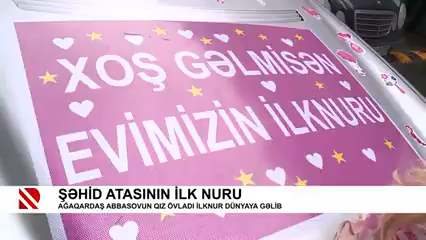 XOŞ GƏLMİSƏN
EVİMİZİN İLKNURU
ŞƏHİD ATASININ İLK NURU
AĞAQARDAŞ ABBASOVUN QIZ ÖVLADI İLKNUR DÜNYAYA GƏLİB